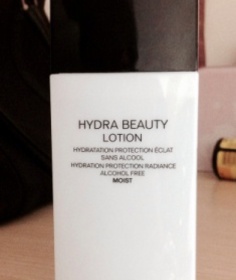 HYDRA BEAUTY
LOTION
HYDRATATION PROTECTION ÉCLAT
SANS ALCOOL
HYDRATION PROTECTION RADIANCE
ALCOHOL FREE
MOIST